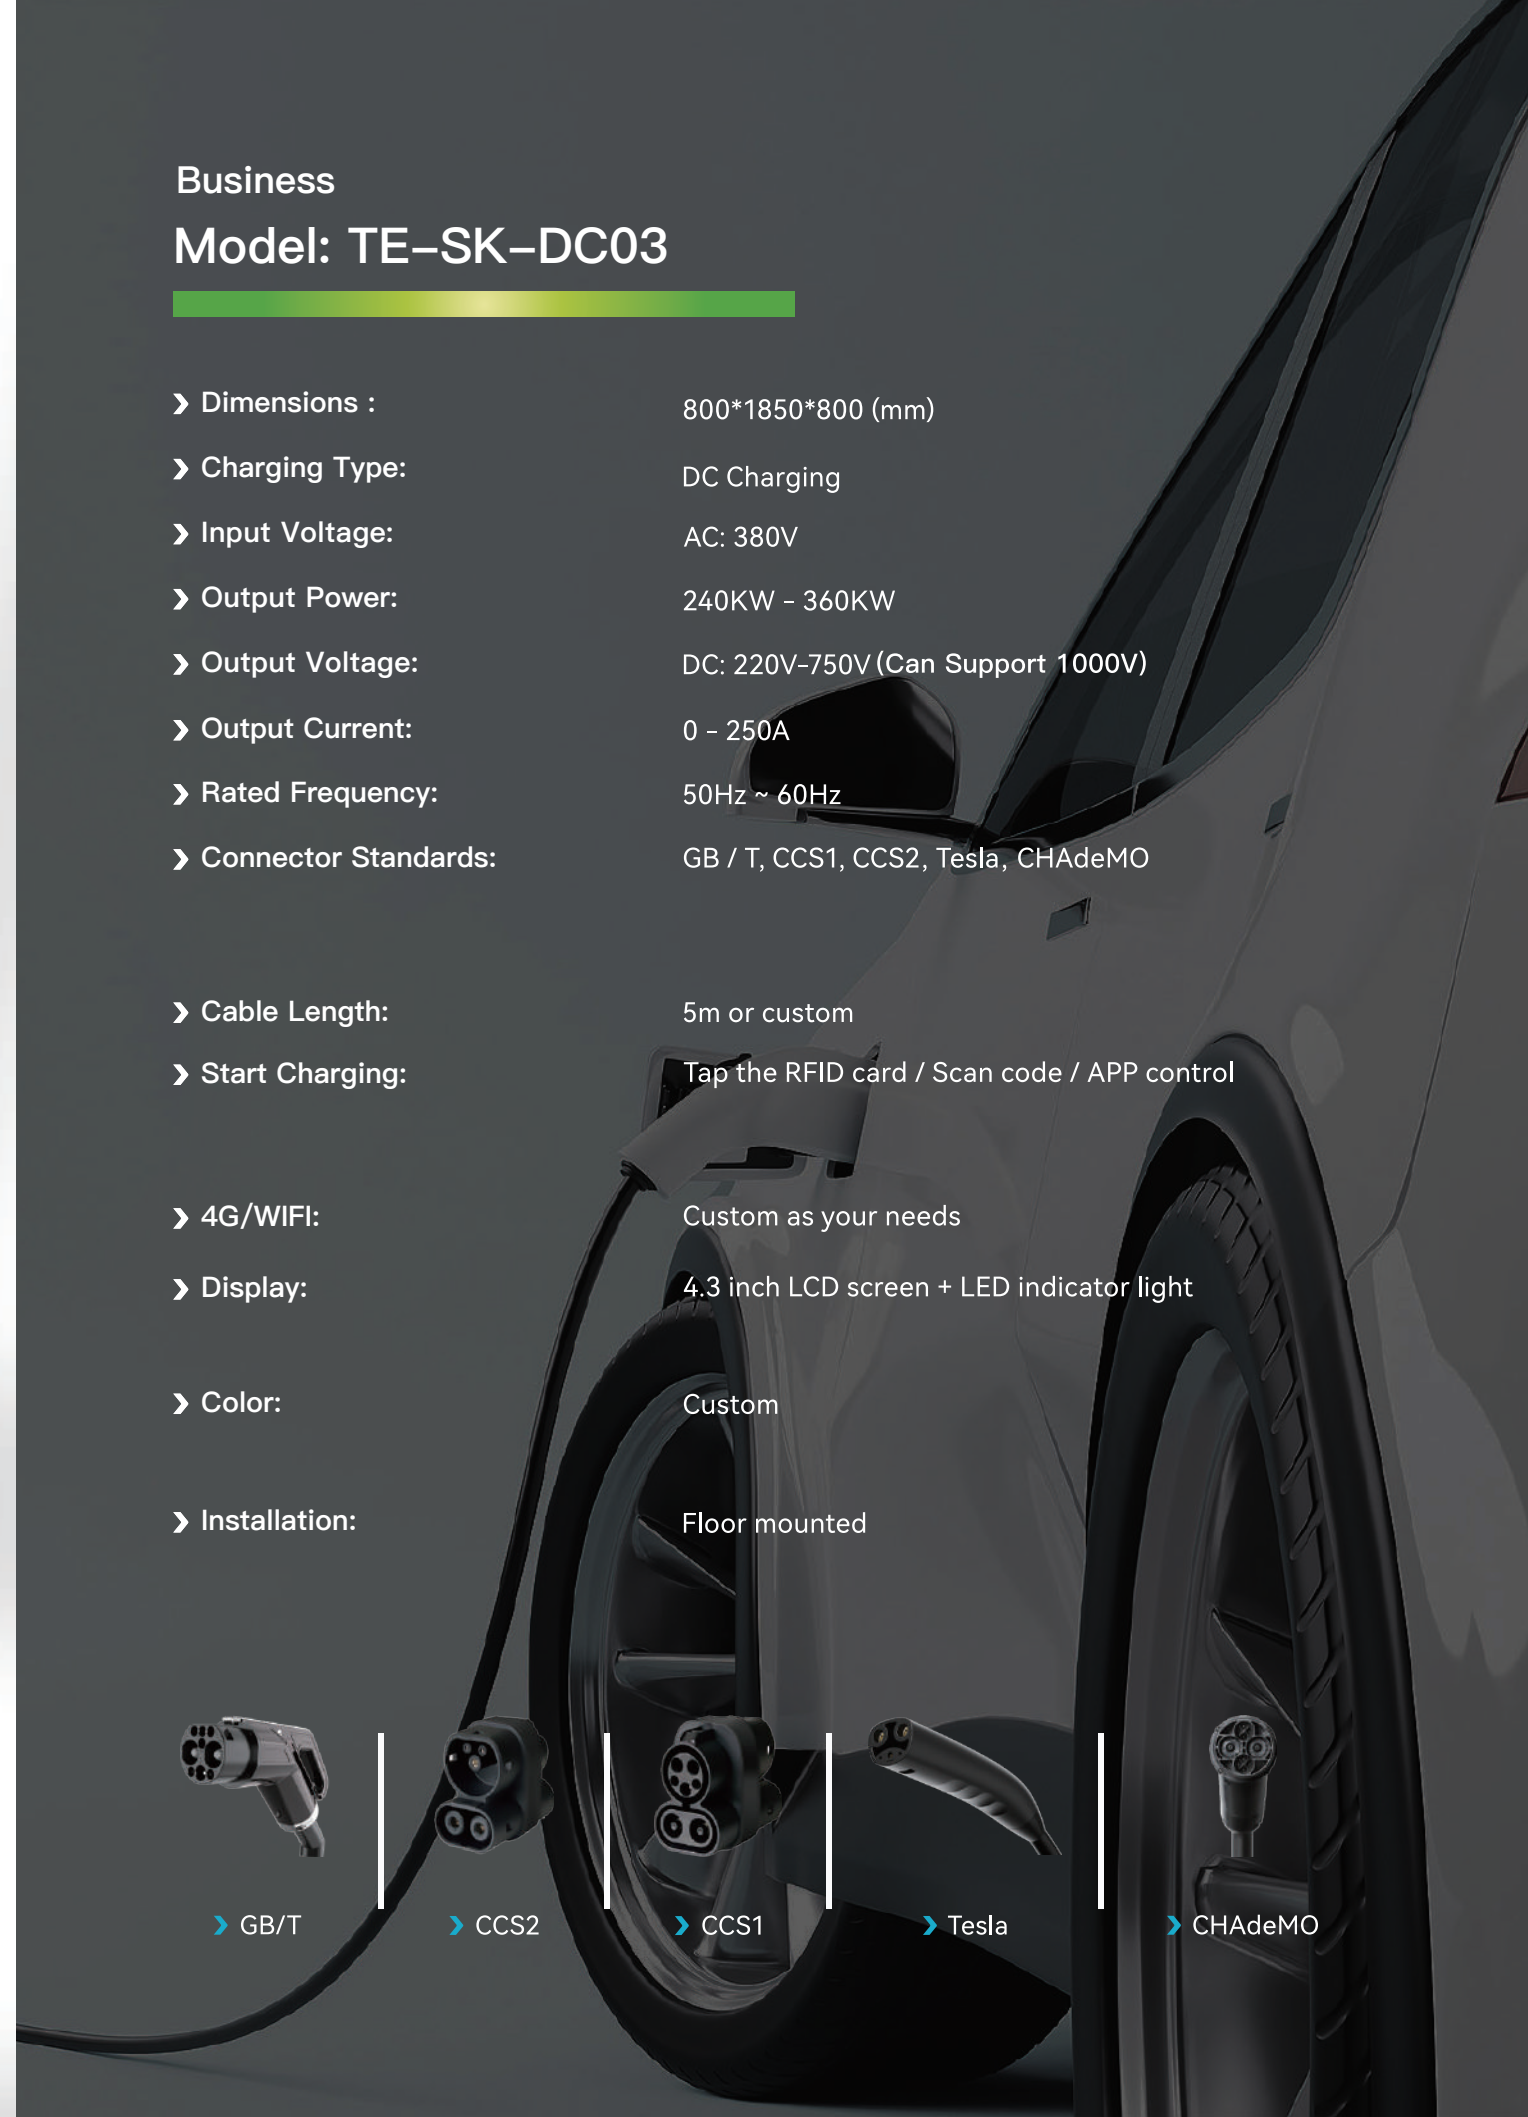 Business
Model: TE-SK-DC03
Dimensions : 800*1850*800 (mm)
Charging Type: DC Charging
Input Voltage: AC: 380V
Output Power: 240KW - 360KW
Output Voltage: DC: 220V-750V (Can Support 1000V)
Output Current: 0 - 250A
Rated Frequency: 50Hz ~ 60Hz
Connector Standards: GB / T, CCS1, CCS2, Tesla, CHAdeMO
Cable Length: 5m or custom
Start Charging: Tap the RFID card / Scan code / APP control
4G/WIFI: Custom as your needs
Display: 4.3 inch LCD screen + LED indicator light
Color: Custom
Installation: Floor mounted
GB/T CCS2 CCS1 Tesla CHAdeMO